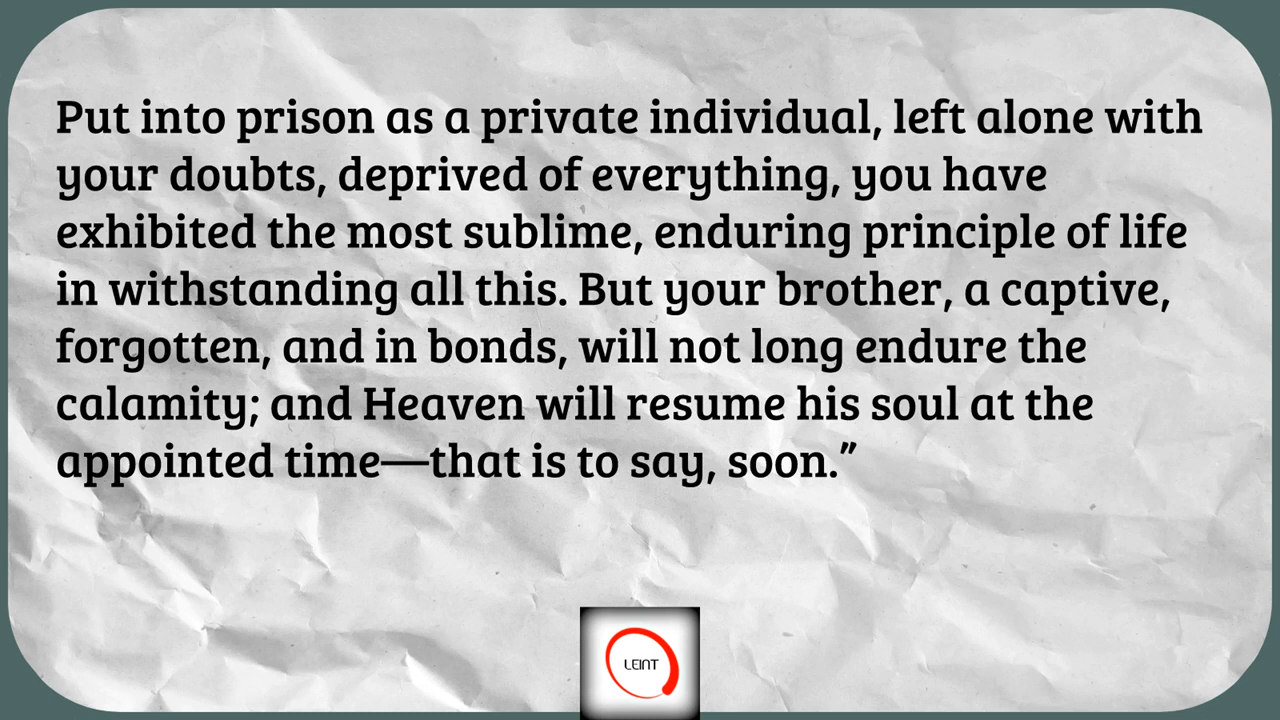 Put into prison as a private individual, left alone with
your doubts, deprived of everything, you have
exhibited the most sublime, enduring principle of life
in withstanding all this. But your brother, a captive,
forgotten, and in bonds, will not long endure the
calamity; and Heaven will resume his soul at the
appointed time—that is to say, soon.”
LEINT